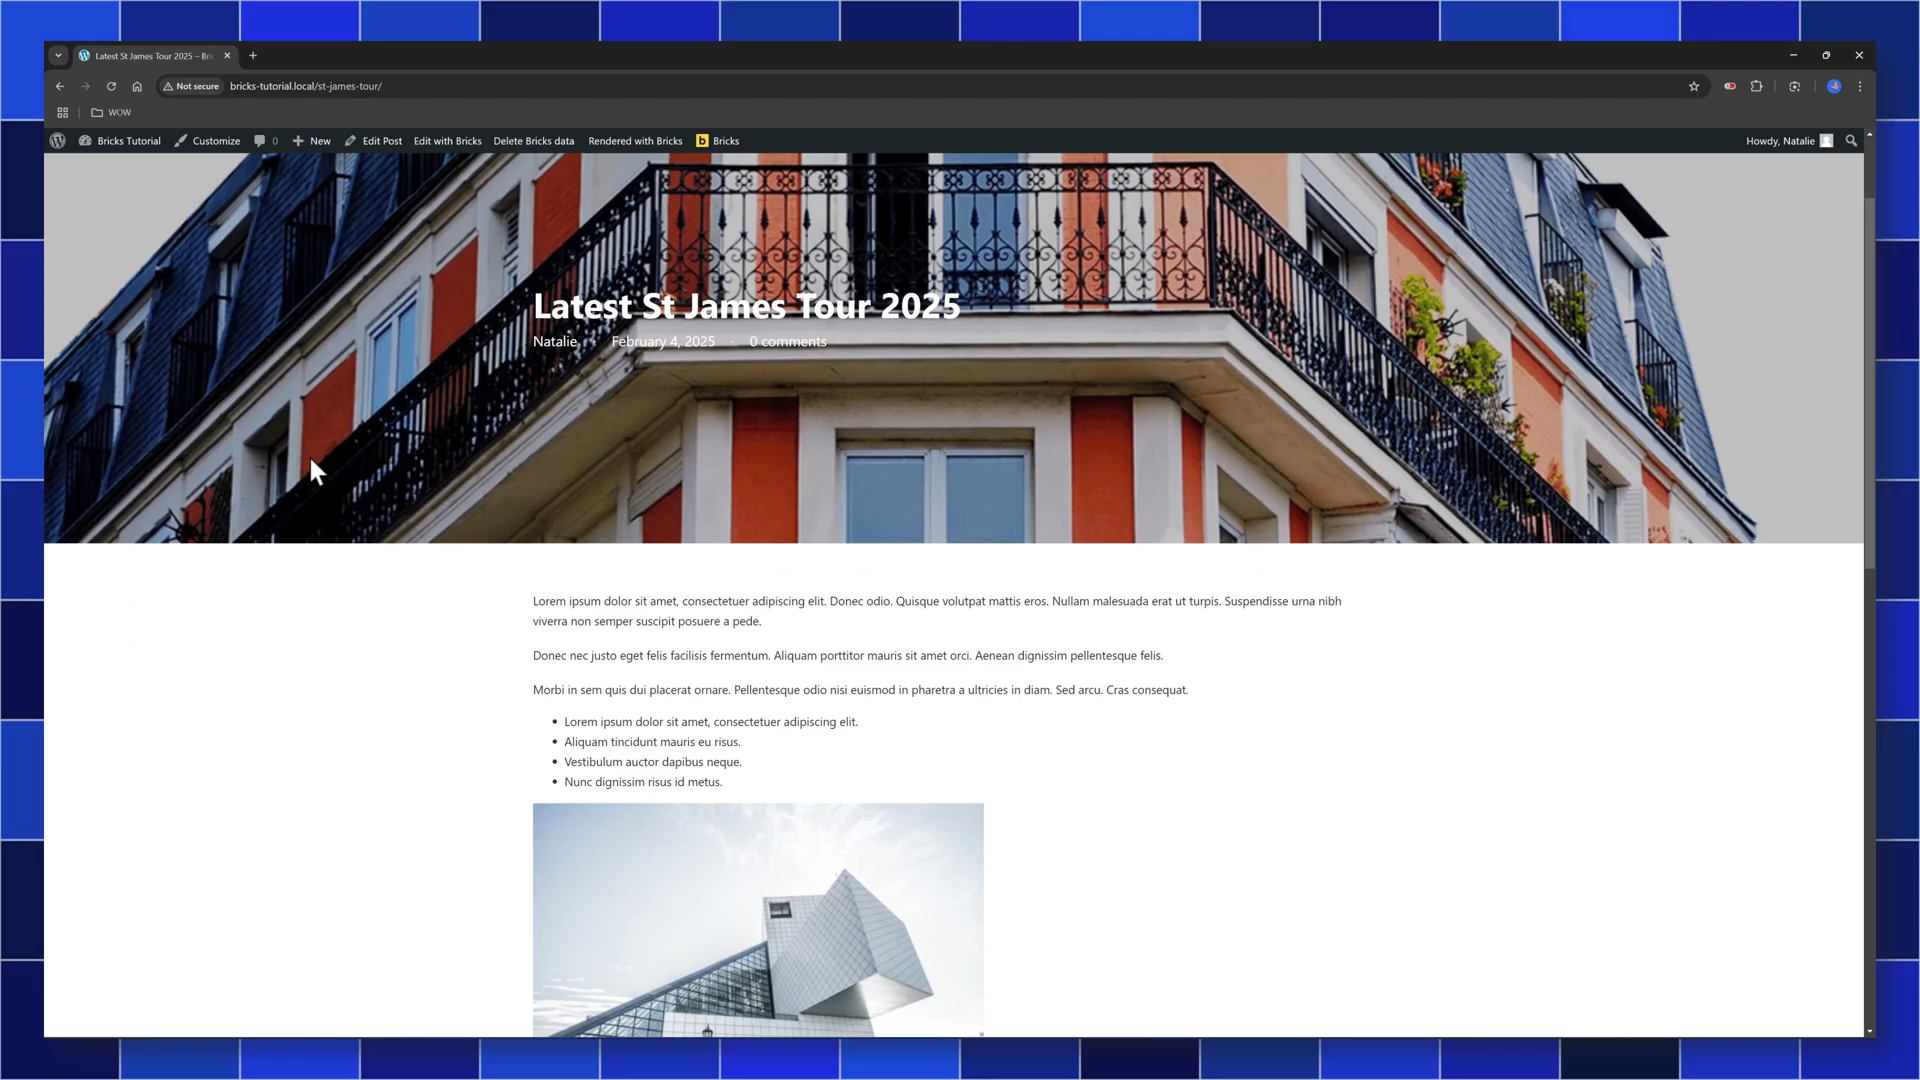 Latest St James Tour 2025 – Bri
Not secure
bricks-tutorial.local/st-james-tour/
WOW
Bricks Tutorial
Customize
0
New
Edit Post
Edit with Bricks
Delete Bricks data
Rendered with Bricks
b
Bricks
Howdy, Natalie
Latest St James Tour 2025
Natalie · February 4, 2025 · 0 comments
Lorem ipsum dolor sit amet, consectetuer adipiscing elit. Donec odio. Quisque volutpat mattis eros. Nullam malesuada erat ut turpis. Suspendisse urna nibh
viverra non semper suscipit posuere a pede.
Donec nec justo eget felis facilisis fermentum. Aliquam porttitor mauris sit amet orci. Aenean dignissim pellentesque felis.
Morbi in sem quis dui placerat ornare. Pellentesque odio nisi euismod in pharetra a ultricies in diam. Sed arcu. Cras consequat.
• Lorem ipsum dolor sit amet, consectetuer adipiscing elit.
• Aliquam tincidunt mauris eu risus.
• Vestibulum auctor dapibus neque.
• Nunc dignissim risus id metus.